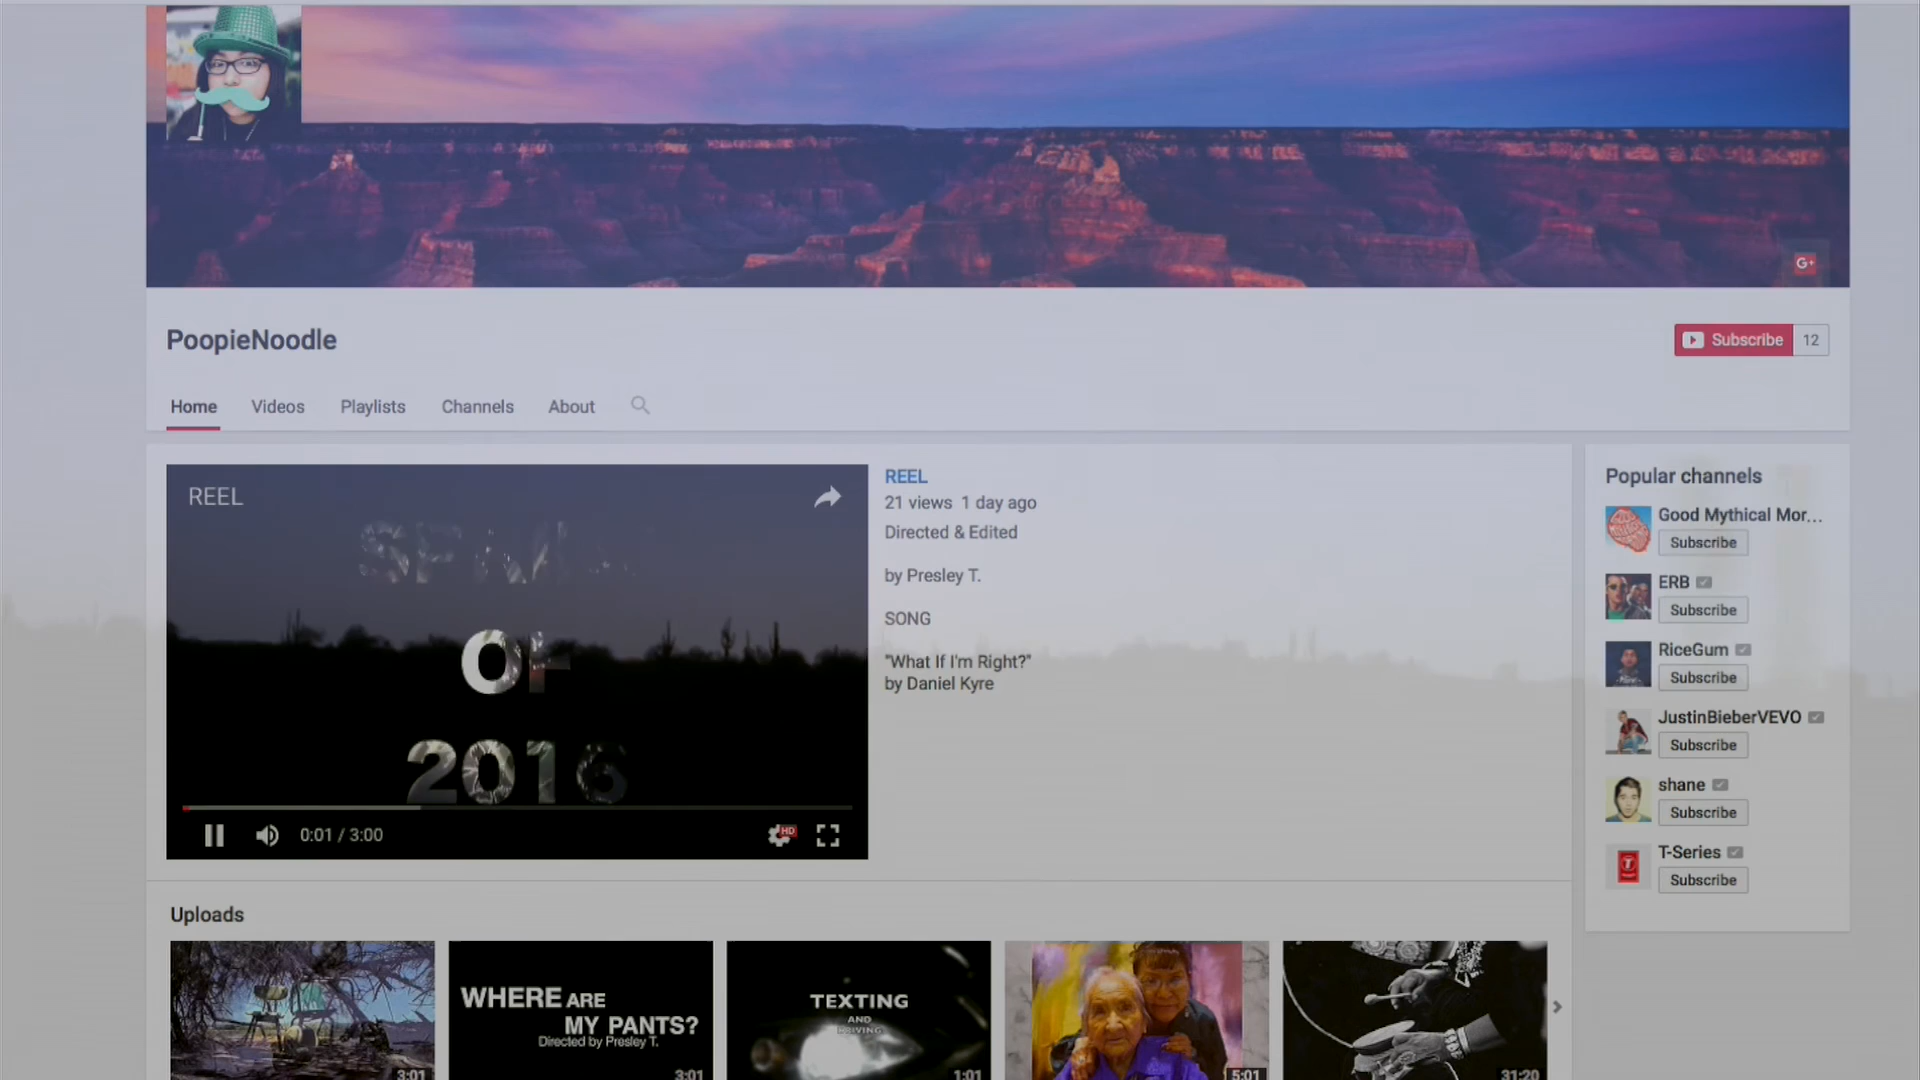 G+
PoopieNoodle
Subscribe 12
Home Videos Playlists Channels About
REEL
SPAN
OF
2016
0:01 / 3:00
HD
REEL
21 views 1 day ago
Directed & Edited
by Presley T.
SONG
"What If I'm Right?"
by Daniel Kyre
Popular channels
Good Mythical Mor...
Subscribe
ERB
Subscribe
RiceGum
Subscribe
JustinBieberVEVO
Subscribe
shane
Subscribe
T-Series
Subscribe
Uploads
3:01
WHERE ARE
MY PANTS?
Directed by Presley T.
3:01
TEXTING
AND
DRIVING
1:01
5:01
31:20